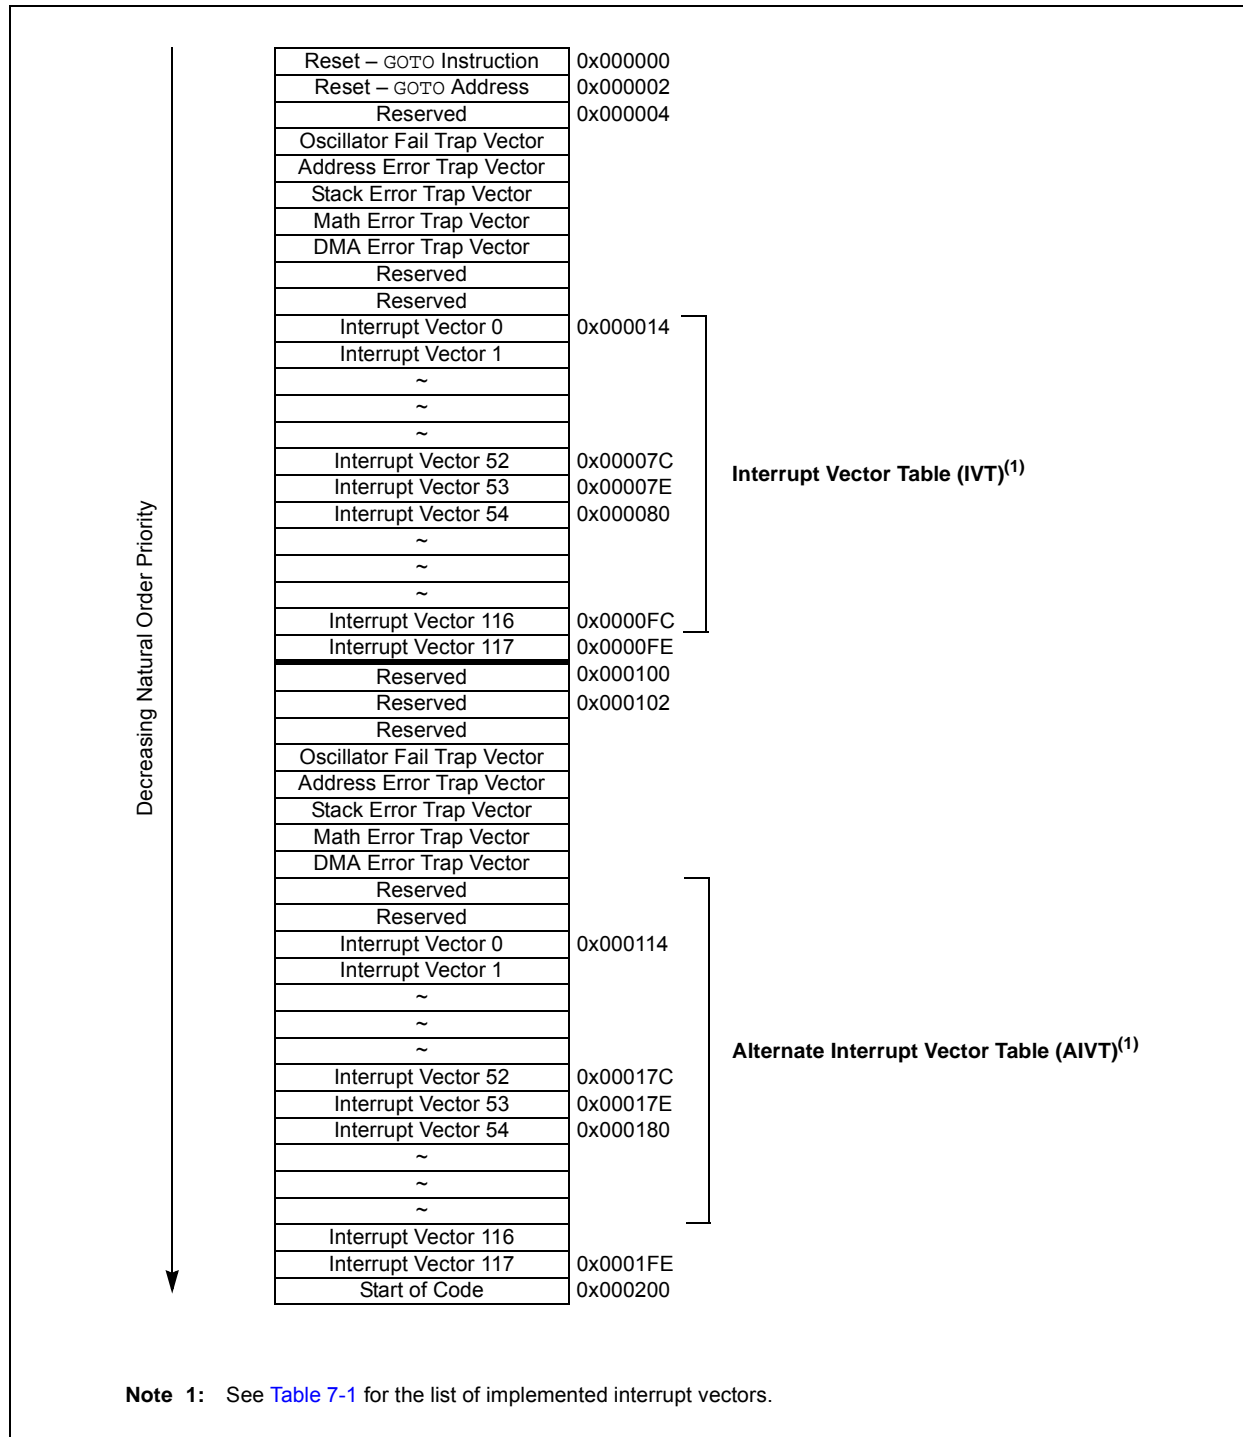 Decreasing Natural Order Priority
Reset – GOTO Instruction 0x000000
Reset – GOTO Address 0x000002
Reserved 0x000004
Oscillator Fail Trap Vector
Address Error Trap Vector
Stack Error Trap Vector
Math Error Trap Vector
DMA Error Trap Vector
Reserved
Reserved
Interrupt Vector 0 0x000014
Interrupt Vector 1
~
~
~
Interrupt Vector 52 0x00007C
Interrupt Vector Table (IVT)(1)
Interrupt Vector 53 0x00007E
Interrupt Vector 54 0x000080
~
~
~
Interrupt Vector 116 0x0000FC
Interrupt Vector 117 0x0000FE
Reserved 0x000100
Reserved 0x000102
Reserved
Oscillator Fail Trap Vector
Address Error Trap Vector
Stack Error Trap Vector
Math Error Trap Vector
DMA Error Trap Vector
Reserved
Reserved
Interrupt Vector 0 0x000114
Interrupt Vector 1
~
~
~
Alternate Interrupt Vector Table (AIVT)(1)
Interrupt Vector 52 0x00017C
Interrupt Vector 53 0x00017E
Interrupt Vector 54 0x000180
~
~
~
Interrupt Vector 116
Interrupt Vector 117 0x0001FE
Start of Code 0x000200
Note 1: See Table 7-1 for the list of implemented interrupt vectors.